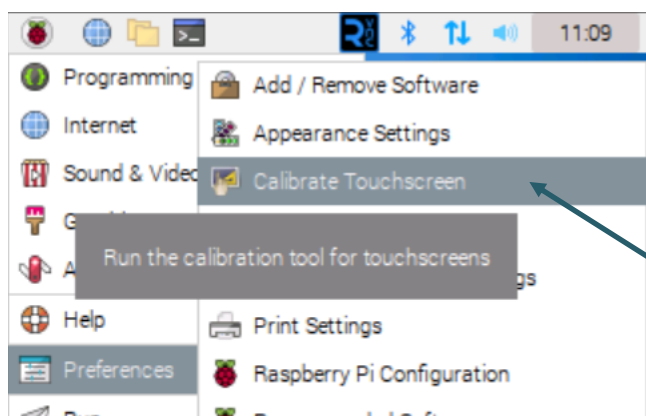 11:09
Programming
Add / Remove Software
Internet
Appearance Settings
Sound & Video
Calibrate Touchscreen
Run the calibration tool for touchscreens
Help
Print Settings
Preferences
Raspberry Pi Configuration